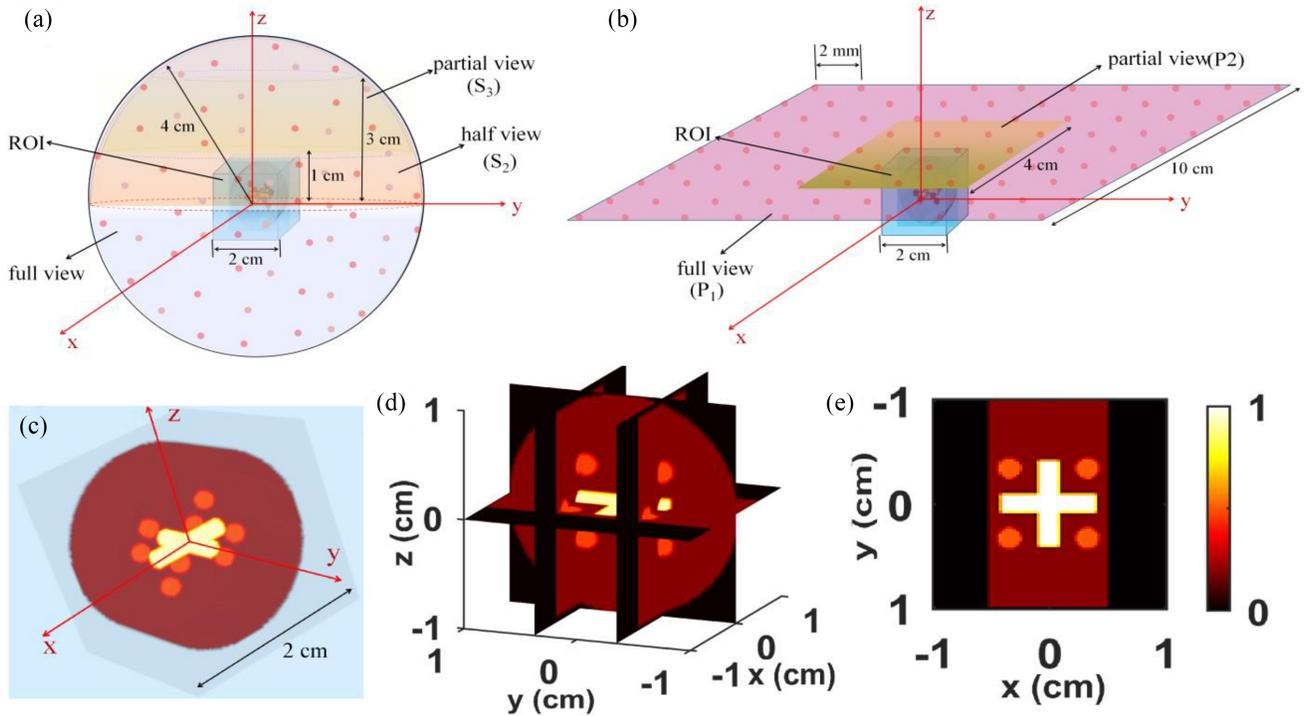 (a)
z
partial view
(S3)
4 cm
3 cm
ROI
half view
(S2)
1 cm
y
full view
2 cm
x
(b)
z
2 mm
partial view(P2)
ROI
4 cm
10 cm
y
full view
(P1)
2 cm
x
(c)
z
y
x
2 cm
(d)
1
z (cm)
0
-1
1
0
-1
y (cm)
-1
0
1
x (cm)
(e)
-1
y (cm)
0
1
-1
0
1
x (cm)
1
0